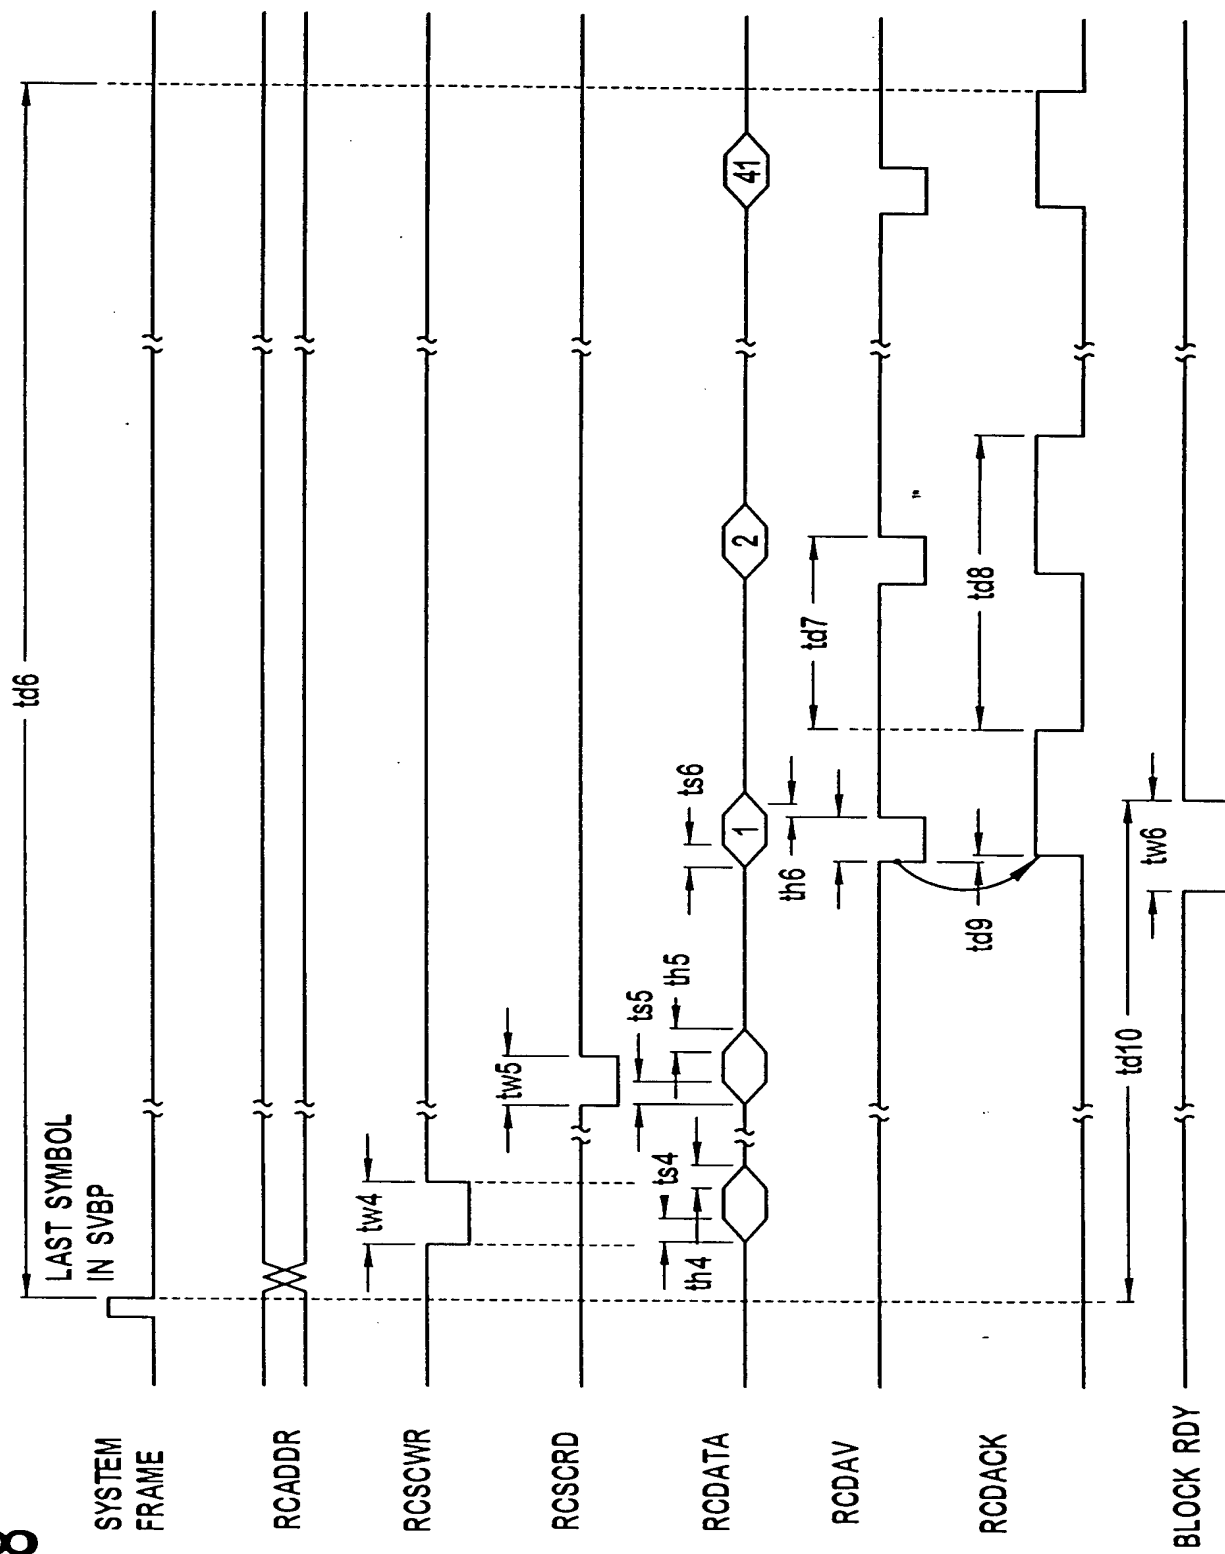 8
SYSTEM
FRAME
LAST SYMBOL
IN SVBP
td6
RCADDR
RCSCWR
tw4
RCSCRD
tw5
RCDATA
th4
ts4
ts5
th5
ts6
1
2
41
RCDAV
th6
td7
RCDACK
td9
td8
BLOCK RDY
td10
tw6